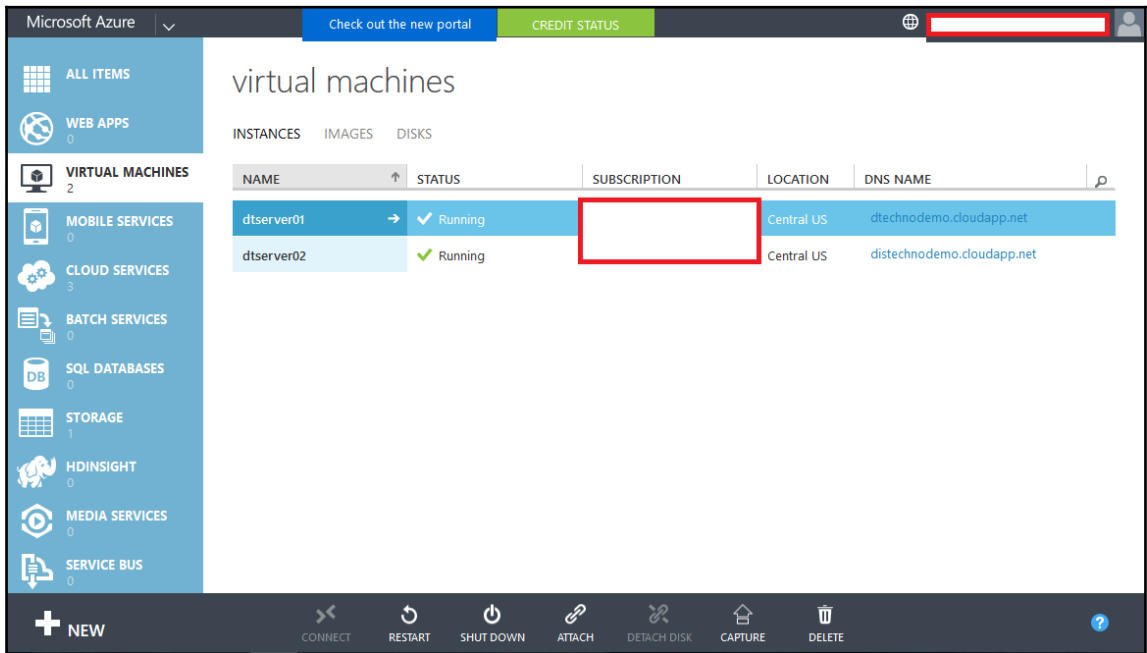 Microsoft Azure Check out the new portal CREDIT STATUS
ALL ITEMS
WEB APPS
0
VIRTUAL MACHINES
2
MOBILE SERVICES
0
CLOUD SERVICES
3
BATCH SERVICES
0
DB
SQL DATABASES
0
STORAGE
1
HDINSIGHT
0
MEDIA SERVICES
0
SERVICE BUS
0
virtual machines
INSTANCES IMAGES DISKS
NAME STATUS SUBSCRIPTION LOCATION DNS NAME
dtserver01 Running Central US dtechnodemo.cloudapp.net
dtserver02 Running Central US distechnodemo.cloudapp.net
NEW CONNECT RESTART SHUT DOWN ATTACH DETACH DISK CAPTURE DELETE ?